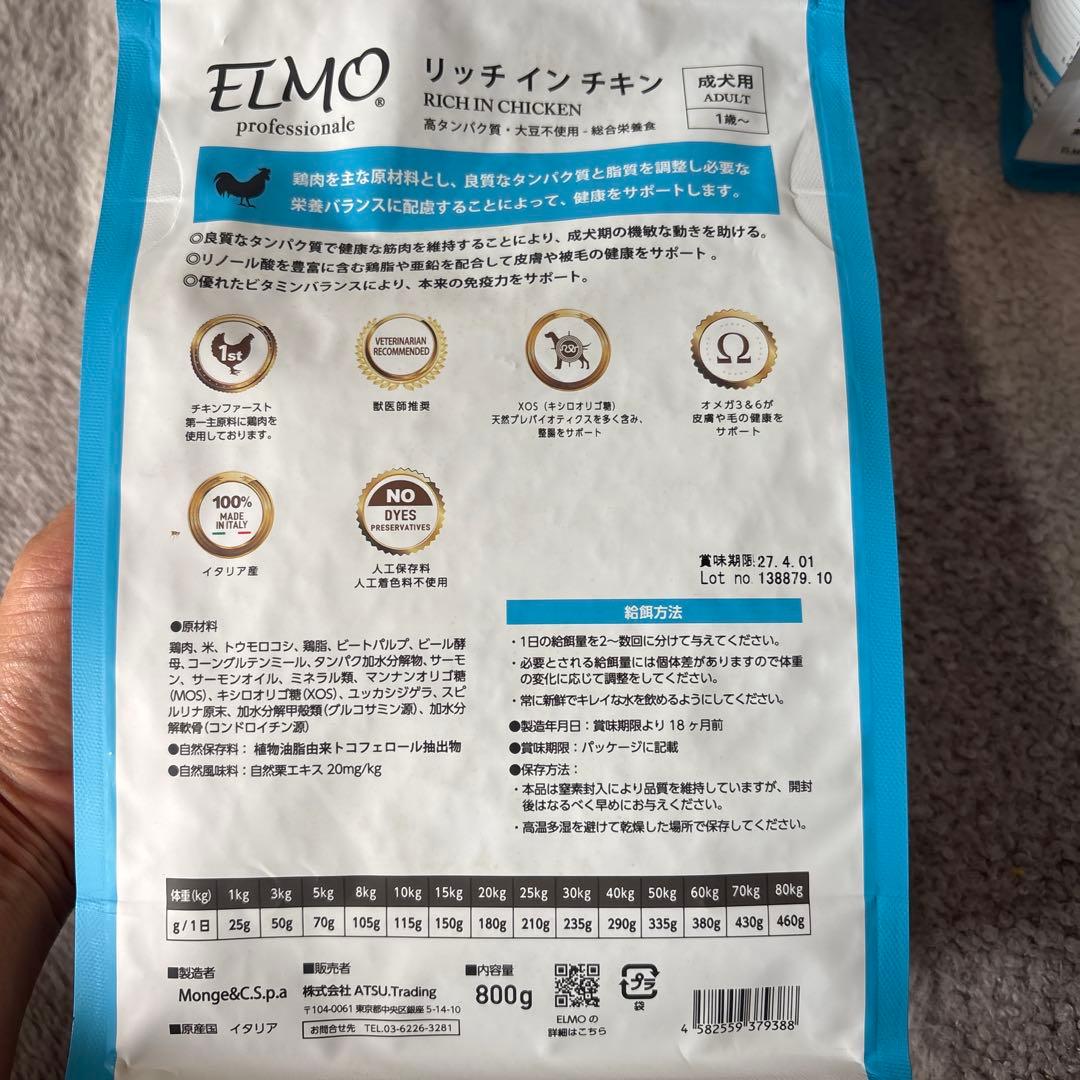 ELMO®
professionale
リッチ イン チキン
RICH IN CHICKEN
高タンパク質・大豆不使用 - 総合栄養食
成犬用
ADULT
1歳〜
鶏肉を主な原材料とし、良質なタンパク質と脂質を調整し必要な
栄養バランスに配慮することによって、健康をサポートします。
◎良質なタンパク質で健康な筋肉を維持することにより、成犬期の機敏な動きを助ける。
◎リノール酸を豊富に含む鶏脂や亜鉛を配合して皮膚や被毛の健康をサポート。
◎優れたビタミンバランスにより、本来の免疫力をサポート。
1st
チキンファースト
第一主原料に鶏肉を
使用しております。
VETERINARIAN
RECOMMENDED
獣医師推奨
XOS（キシロオリゴ糖）
天然プレバイオティクスを多く含み、
整腸をサポート
Ω
オメガ3＆6が
皮膚や毛の健康を
サポート
100%
MADE
IN ITALY
イタリア産
NO
DYES
PRESERVATIVES
人工保存料
人工着色料不使用
賞味期限:27.4.01
Lot no 138879.10
●原材料
鶏肉、米、トウモロコシ、鶏脂、ビートパルプ、ビール酵
母、コーングルテンミール、タンパク加水分解物、サーモ
ン、サーモンオイル、ミネラル類、マンナンオリゴ糖
(MOS)、キシロオリゴ糖(XOS)、ユッカシジゲラ、スピ
ルリナ原末、加水分解甲殻類(グルコサミン源)、加水分
解軟骨(コンドロイチン源)
●自然保存料：植物油脂由来トコフェロール抽出物
●自然風味料：自然栗エキス 20mg/kg
給餌方法
・1日の給餌量を2〜数回に分けて与えてください。
・必要とされる給餌量には個体差がありますので体重
の変化に応じて調整をしてください。
・常に新鮮でキレイな水を飲めるようにしてください。
●製造年月日：賞味期限より 18 ヶ月前
●賞味期限：パッケージに記載
●保存方法：
・本品は窒素封入により品質を維持していますが、開封
後はなるべく早めにお与えください。
・高温多湿を避けて乾燥した場所で保存してください。
体重(kg) 1kg 3kg 5kg 8kg 10kg 15kg 20kg 25kg 30kg 40kg 50kg 60kg 70kg 80kg
g/1日 25g 50g 70g 105g 115g 150g 180g 210g 235g 290g 335g 380g 430g 460g
■製造者
Monge&C.S.p.a
■原産国 イタリア
■販売者
株式会社 ATSU.Trading
〒104-0061 東京都中央区銀座 5-14-10
お問合せ先 TEL.03-6226-3281
■内容量
800g
ELMO の
詳細はこちら
プラ
袋
4 582559 379388